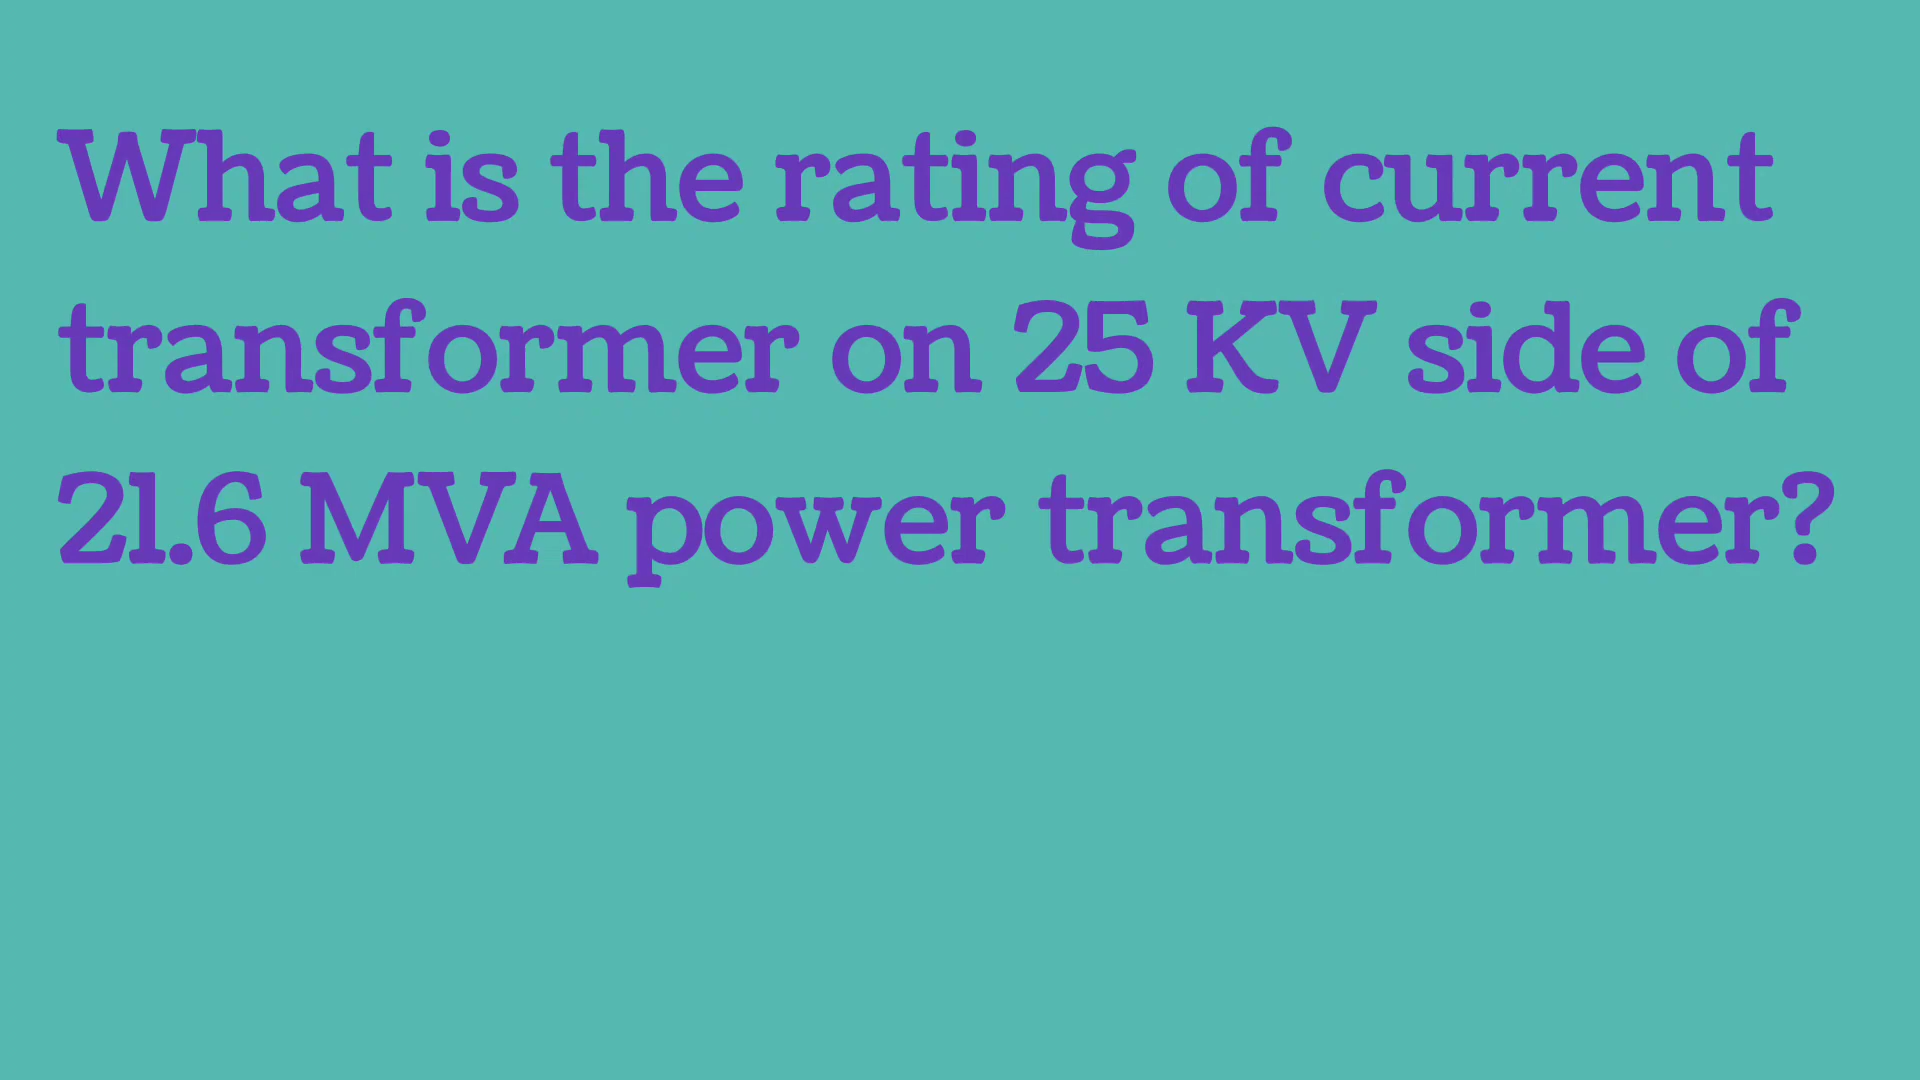 What is the rating of current
transformer on 25 KV side of
21.6 MVA power transformer?